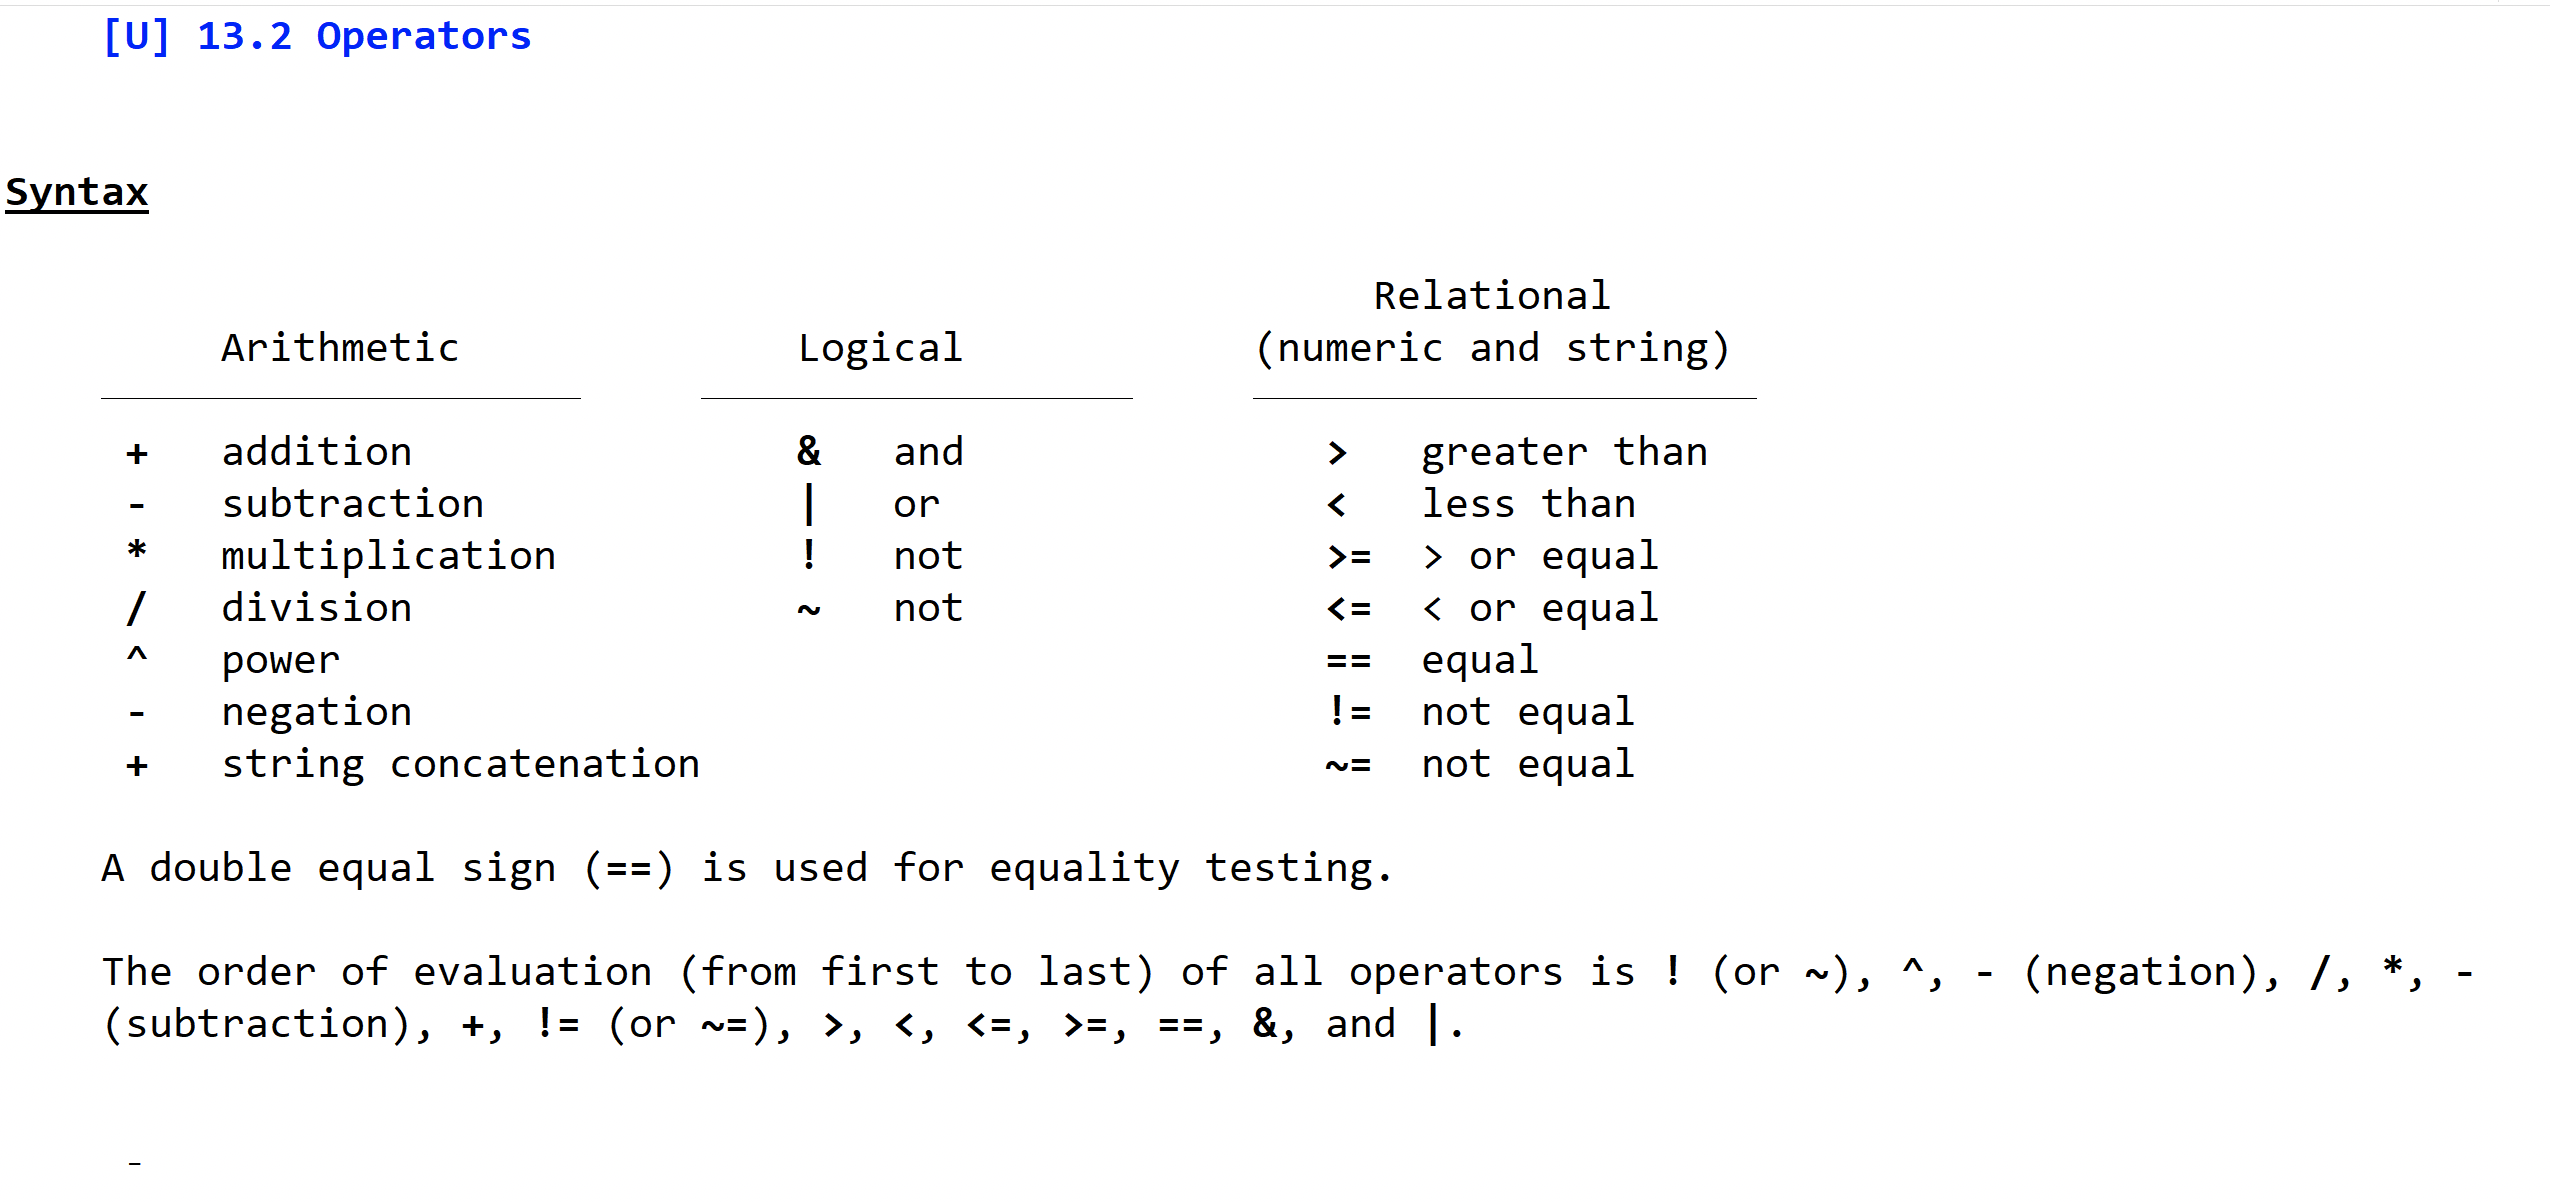 [U] 13.2 Operators
Syntax
Relational
Arithmetic Logical (numeric and string)
+ addition & and > greater than
- subtraction | or < less than
* multiplication ! not >= > or equal
/ division ~ not <= < or equal
^ power == equal
- negation != not equal
+ string concatenation ~= not equal
A double equal sign (==) is used for equality testing.
The order of evaluation (from first to last) of all operators is ! (or ~), ^, - (negation), /, *, -
(subtraction), +, != (or ~=), >, <, <=, >=, ==, &, and |.
-